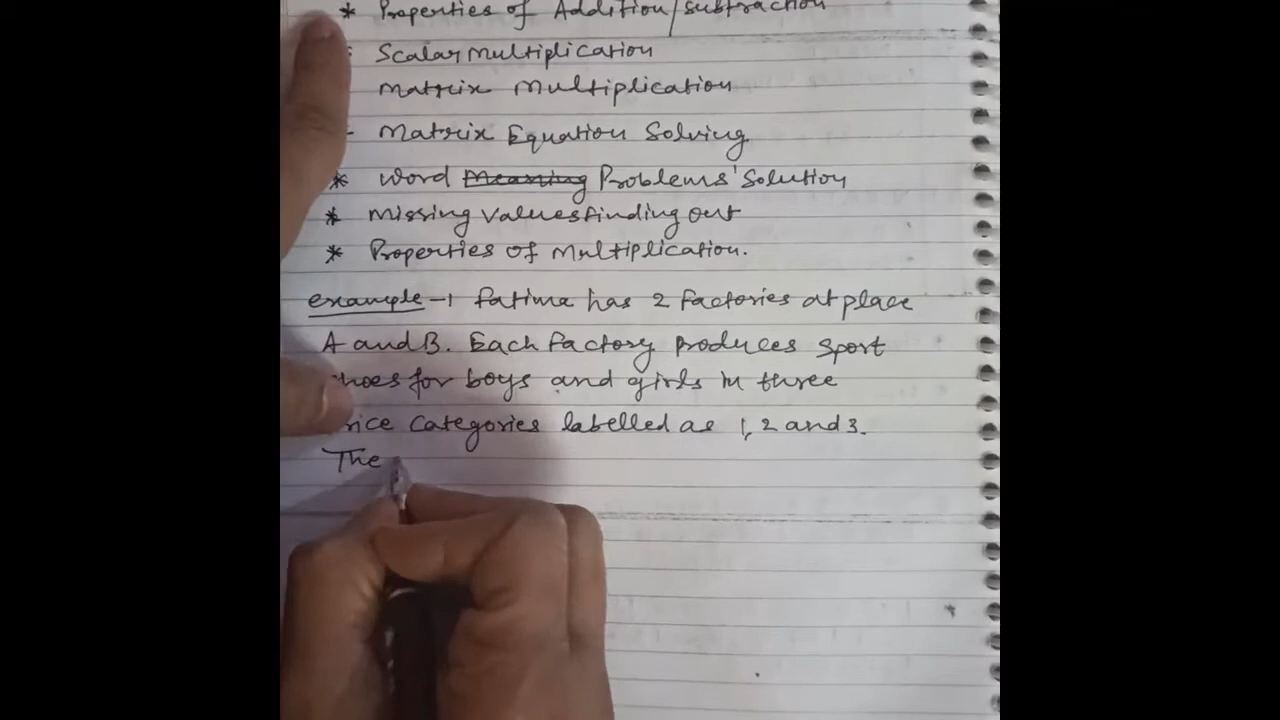 * Properties of Addition/subtraction
Scalar multiplication
Matrix Multiplication
- Matrix Equation Solving
* Word Meaning Problems' Solution
* Missing Values finding out
* Properties of Multiplication.
example-1 Fatima has 2 factories at place
A and B. Each factory produces sport
hoes for boys and girls in three
rice categories labelled as 1, 2 and 3.
The